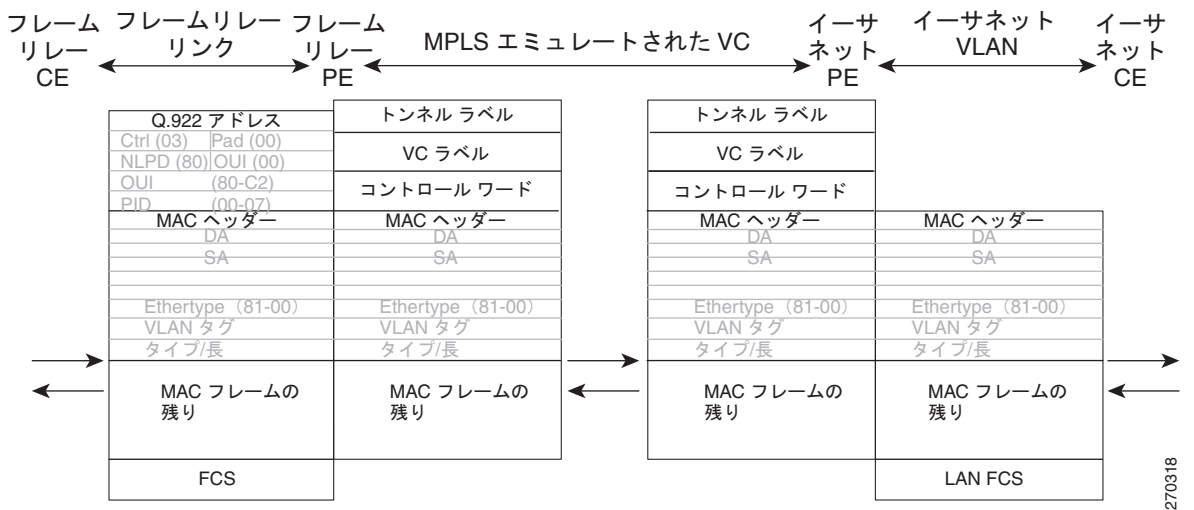 フレーム
リレー
CE
フレームリレー
リンク
フレーム
リレー
PE
MPLS エミュレートされた VC
イーサ
ネット
PE
イーサネット
VLAN
イーサ
ネット
CE
Q.922 アドレス
Ctrl (03) Pad (00)
NLPD (80) OUI (00)
OUI (80-C2)
PID (00-07)
MAC ヘッダー
DA
SA
Ethertype（81-00）
VLAN タグ
タイプ/長
MAC フレームの
残り
FCS
トンネル ラベル
VC ラベル
コントロール ワード
MAC ヘッダー
DA
SA
Ethertype（81-00）
VLAN タグ
タイプ/長
MAC フレームの
残り
トンネル ラベル
VC ラベル
コントロール ワード
MAC ヘッダー
DA
SA
Ethertype（81-00）
VLAN タグ
タイプ/長
MAC フレームの
残り
MAC ヘッダー
DA
SA
Ethertype（81-00）
VLAN タグ
タイプ/長
MAC フレームの
残り
LAN FCS
270318